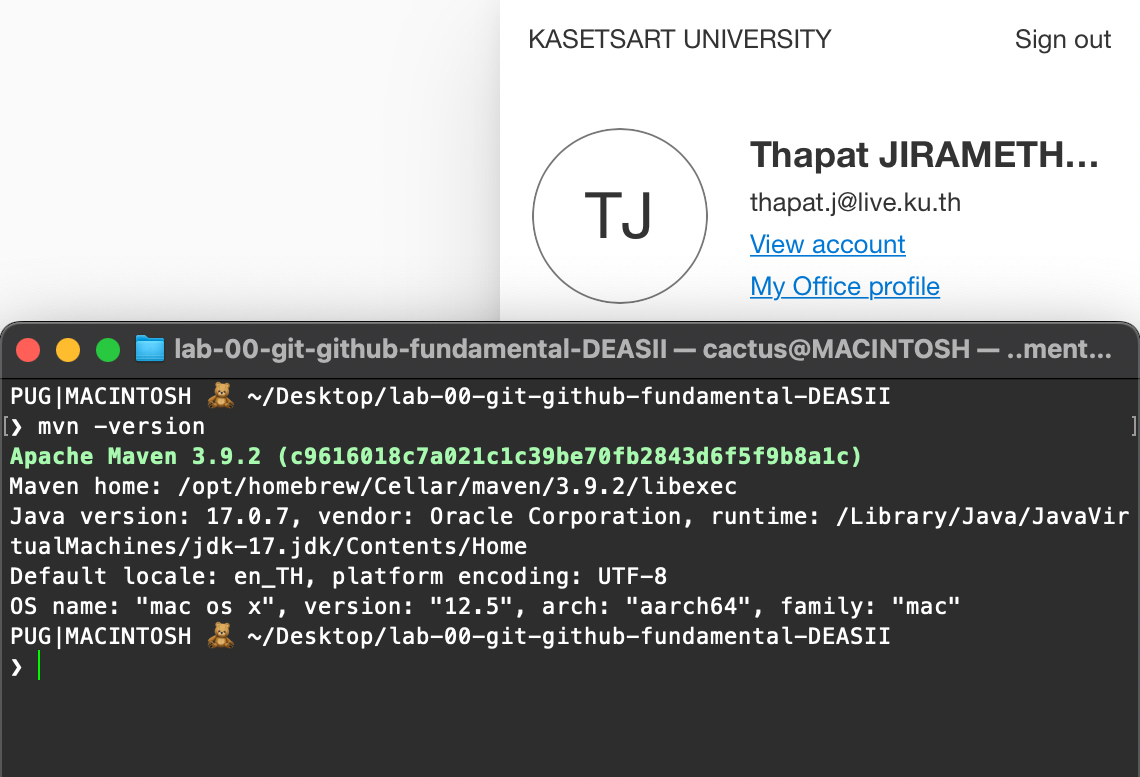 KASETSART UNIVERSITY Sign out
TJ
Thapat JIRAMETH...
thapat.j@live.ku.th
View account
My Office profile
lab-00-git-github-fundamental-DEASII — cactus@MACINTOSH — ..ment...
PUG|MACINTOSH 🧸 ~/Desktop/lab-00-git-github-fundamental-DEASII
[❯ mvn -version ]
Apache Maven 3.9.2 (c9616018c7a021c1c39be70fb2843d6f5f9b8a1c)
Maven home: /opt/homebrew/Cellar/maven/3.9.2/libexec
Java version: 17.0.7, vendor: Oracle Corporation, runtime: /Library/Java/JavaVir
tualMachines/jdk-17.jdk/Contents/Home
Default locale: en_TH, platform encoding: UTF-8
OS name: "mac os x", version: "12.5", arch: "aarch64", family: "mac"
PUG|MACINTOSH 🧸 ~/Desktop/lab-00-git-github-fundamental-DEASII
❯